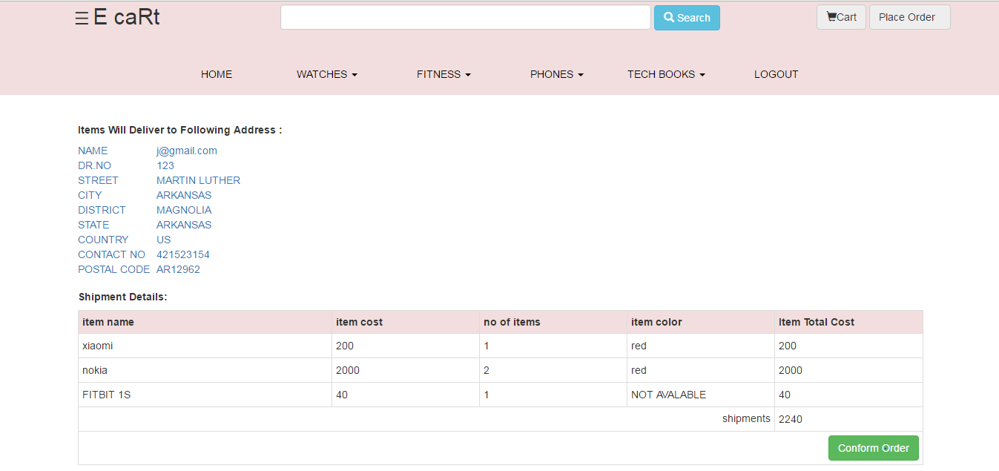 E caRt Search Cart Place Order
HOME WATCHES FITNESS PHONES TECH BOOKS LOGOUT
Items Will Deliver to Following Address :
NAME j@gmail.com
DR.NO 123
STREET MARTIN LUTHER
CITY ARKANSAS
DISTRICT MAGNOLIA
STATE ARKANSAS
COUNTRY US
CONTACT NO 421523154
POSTAL CODE AR12962
Shipment Details:
item name item cost no of items item color Item Total Cost
xiaomi 200 1 red 200
nokia 2000 2 red 2000
FITBIT 1S 40 1 NOT AVALABLE 40
shipments 2240
Conform Order